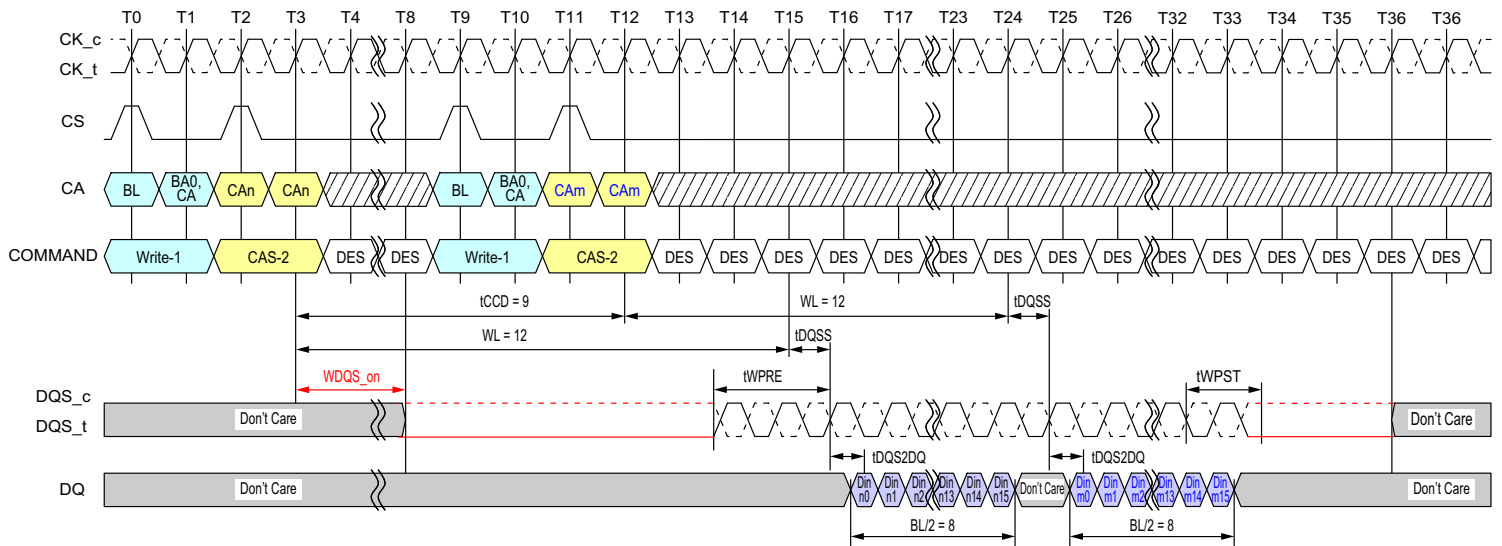 T0 T1 T2 T3 T4 T8 T9 T10 T11 T12 T13 T14 T15 T16 T17 T23 T24 T25 T26 T32 T33 T34 T35 T36 T36
CK_c
CK_t
CS
CA BL BA0, CA CAn CAn BL BA0, CA CAm CAm
COMMAND Write-1 CAS-2 DES DES Write-1 CAS-2 DES DES DES DES DES DES DES DES DES DES DES DES DES DES DES
tCCD = 9 WL = 12 tDQSS
WL = 12 tDQSS
WDQS_on tWPRE tWPST
DQS_c
DQS_t Don't Care Don't Care
tDQS2DQ tDQS2DQ
DQ Don't Care Din n0 Din n1 Din n2 Din n13 Din n14 Din n15 Don't Care Din m0 Din m1 Din m2 Din m13 Din m14 Din m15 Don't Care
BL/2 = 8 BL/2 = 8